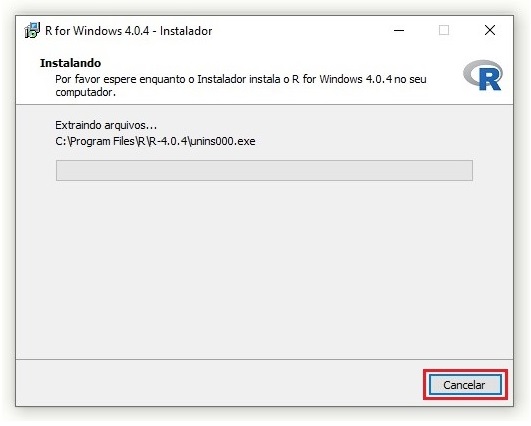 R for Windows 4.0.4 - Instalador
Instalando
Por favor espere enquanto o Instalador instala o R for Windows 4.0.4 no seu
computador.
R
Extraindo arquivos...
C:\Program Files\R\R-4.0.4\unins000.exe
Cancelar